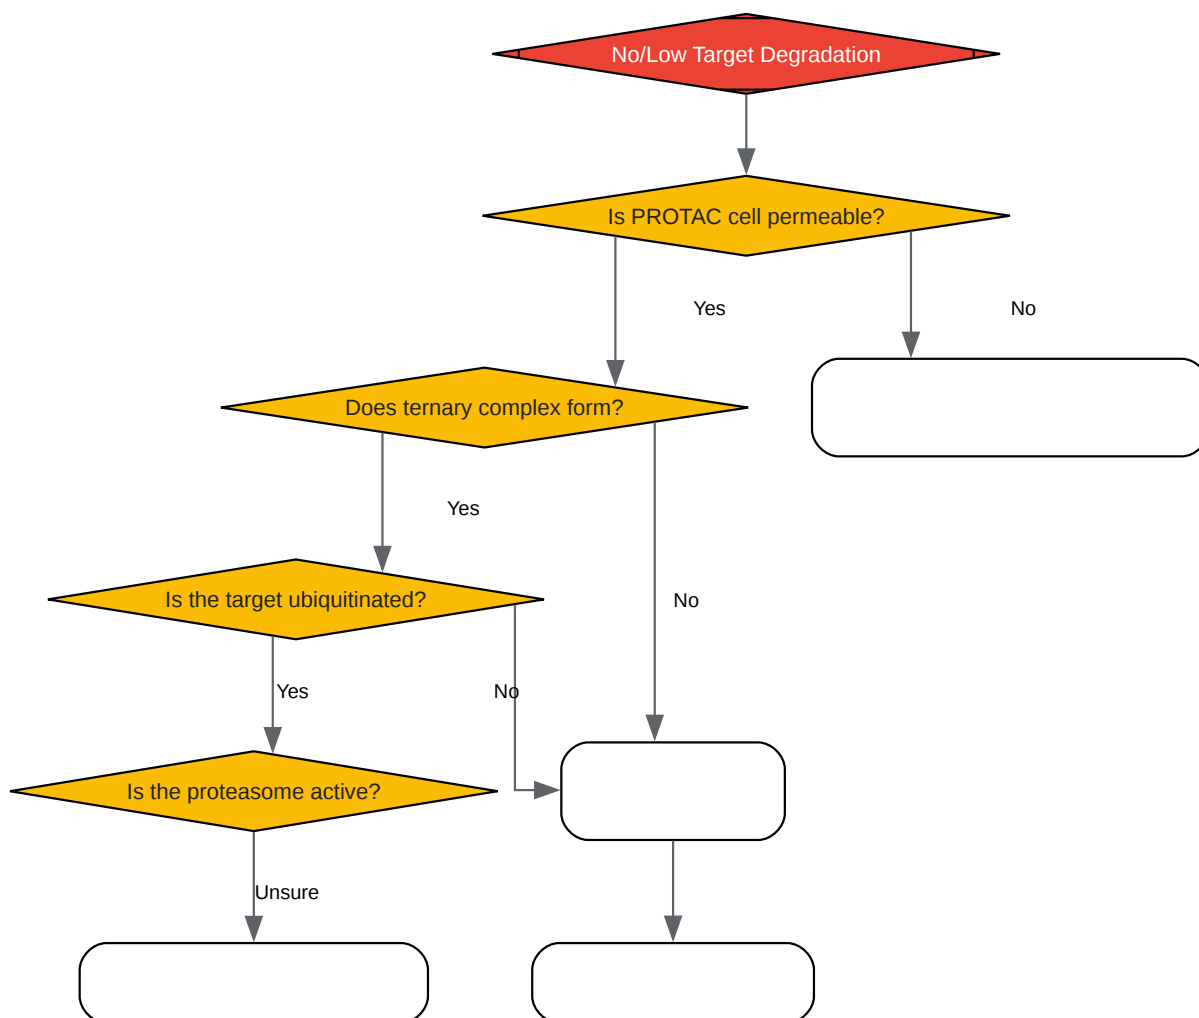 No/Low Target Degradation
Is PROTAC cell permeable?
Yes
No
Does ternary complex form?
Yes
Is the target ubiquitinated?
No
Yes
No
Is the proteasome active?
Unsure